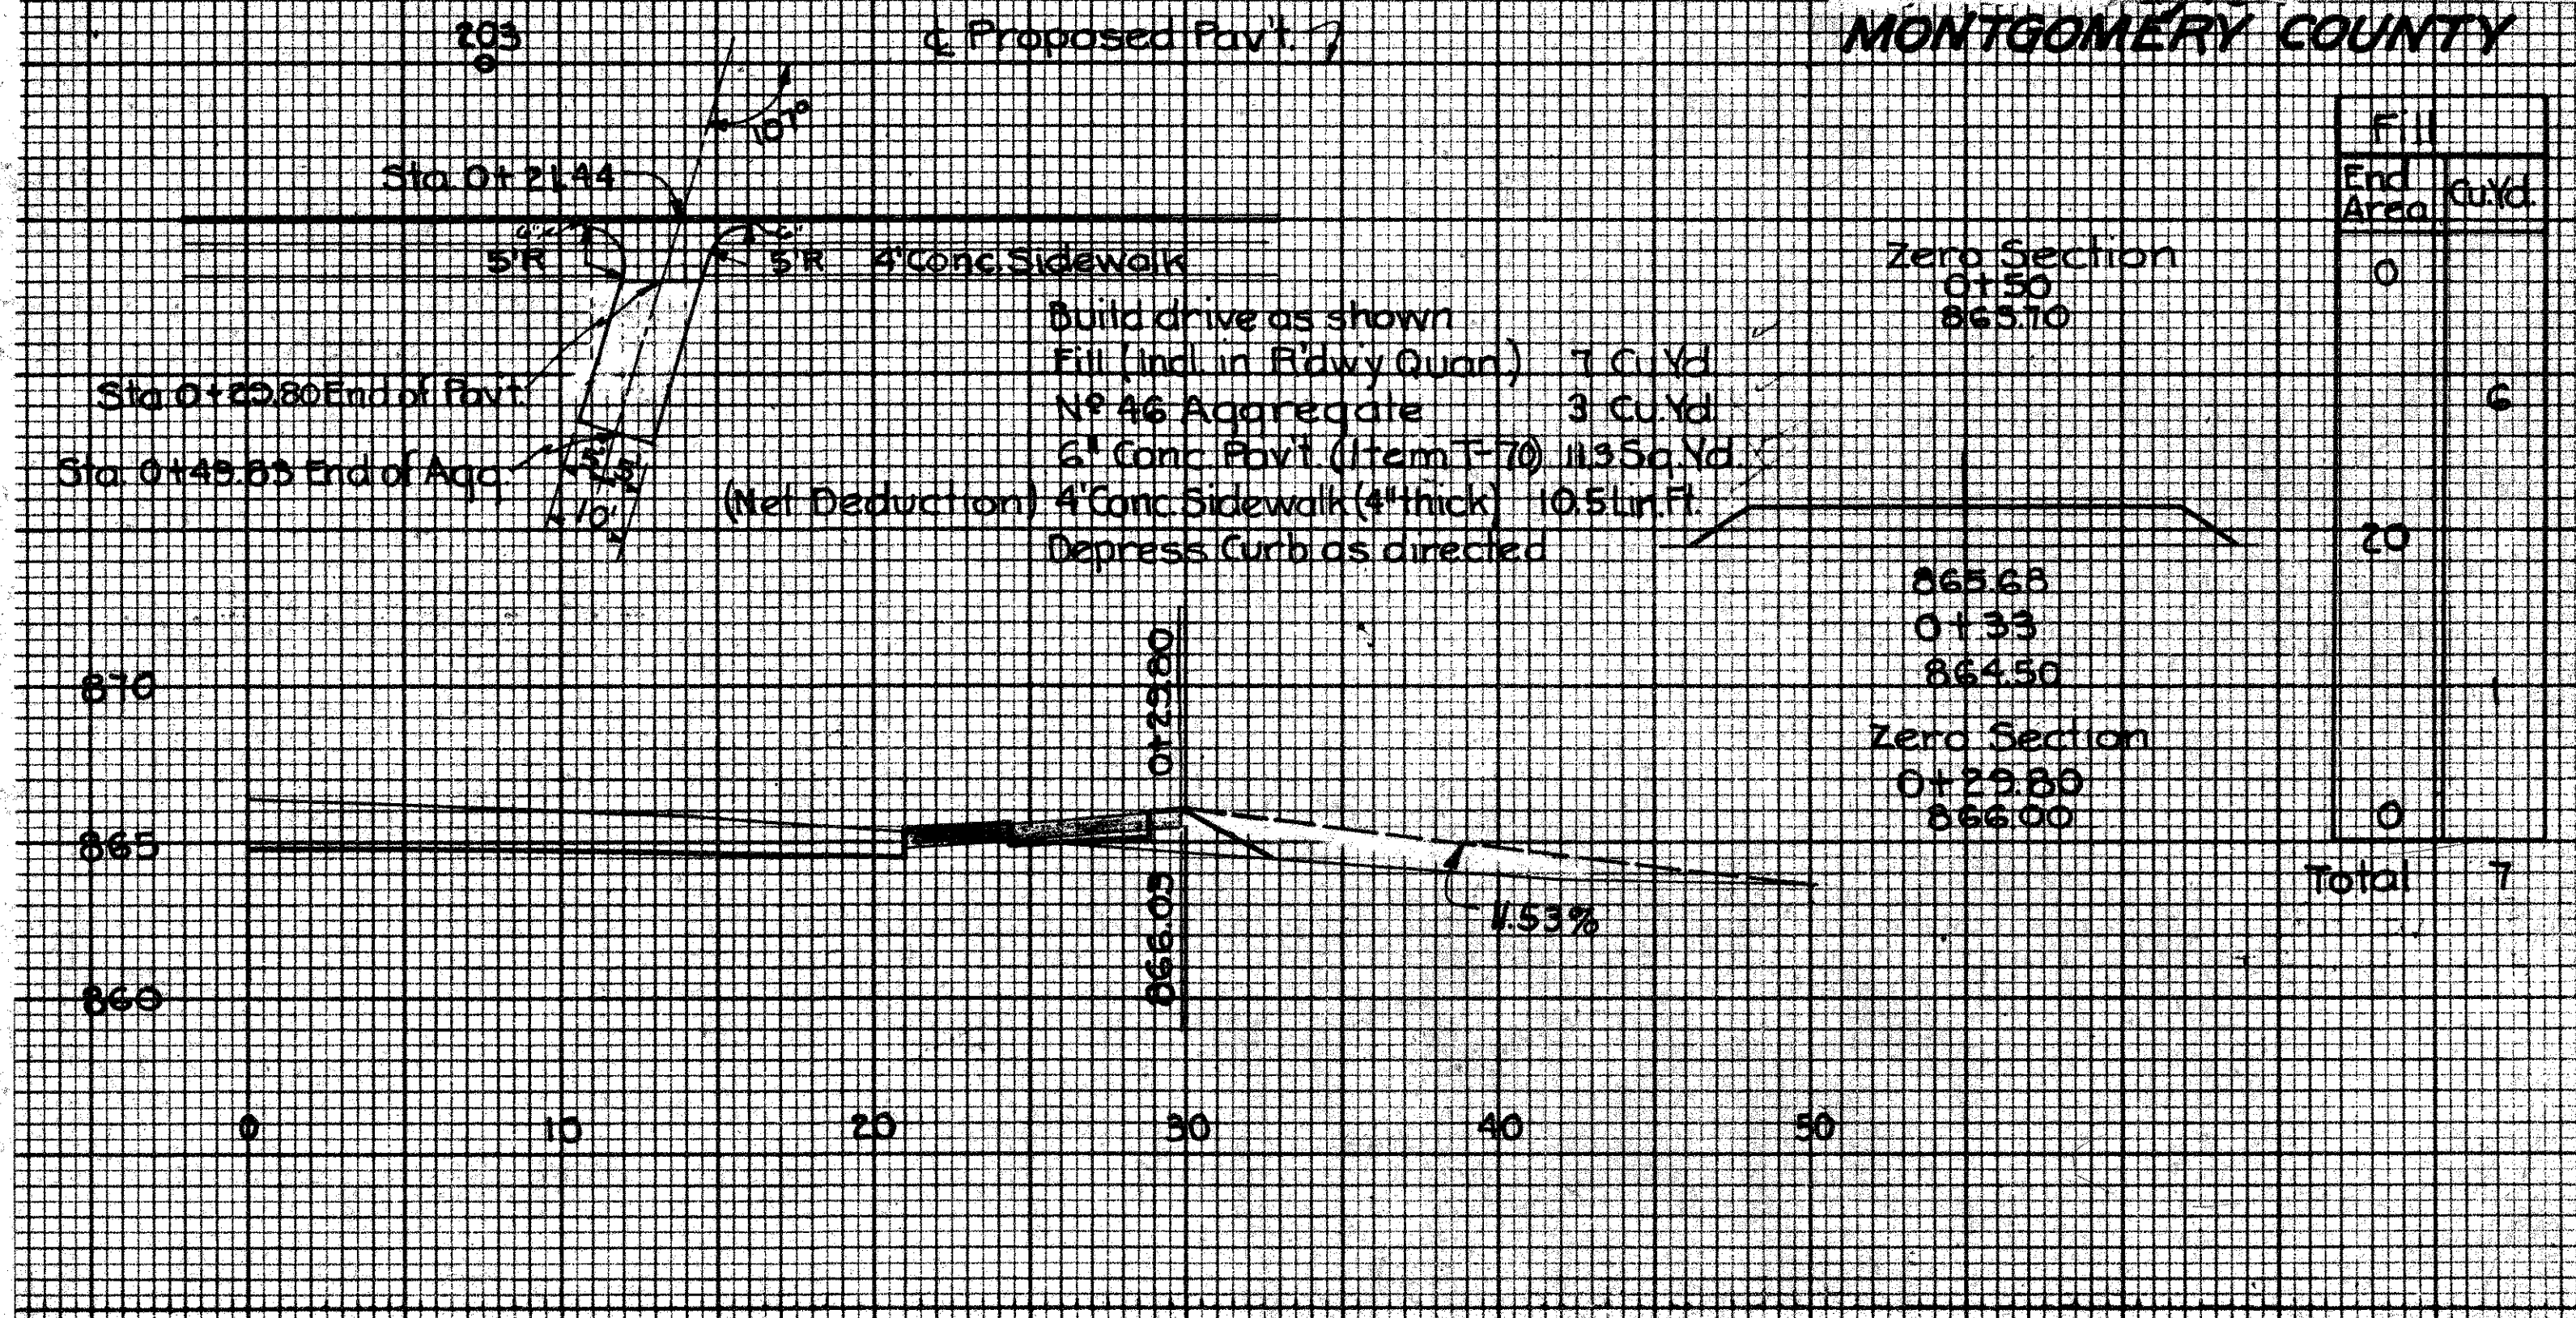 MONTGOMERY COUNTY
203
℄ Proposed Pav't.
107°
Sta. 0+21.44
6"
6"
5'R
5'R
4' Conc. Sidewalk
Build drive as shown
Fill (Incl. in R'dwy Quan.) 7 Cu.Yd.
Nº 46 Aggregate 3 Cu.Yd.
6" Conc. Pav't (Item T-70) 11.3 Sq.Yd.
(Net Deduction) 4' Conc. Sidewalk (4" thick) 10.5 Lin.Ft.
Depress Curb as directed
Sta. 0+29.80 End of Pav't.
Sta. 0+49.83 End of Agg.
5'
5'
10'
Zero Section
0+50
863.70
865.68
0+33
864.50
Zero Section
0+29.80
866.00
Fill
End Area
Cu.Yd.
0
6
20
1
0
Total 7
870
865
860
0+29.80
866.03
11.53%
0 10 20 30 40 50